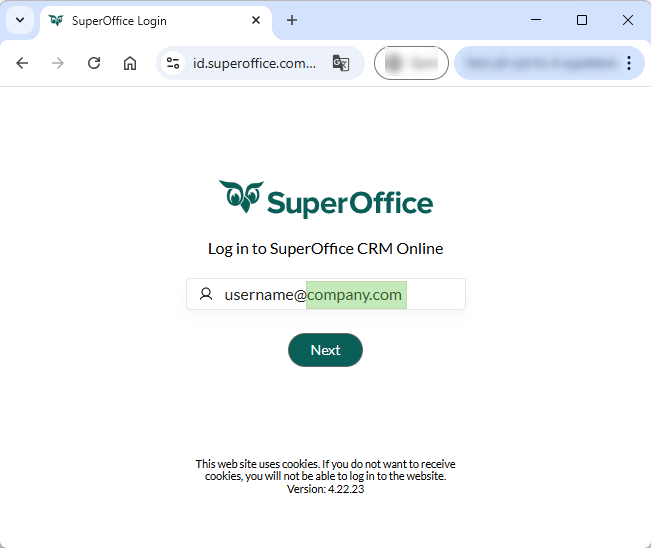 SuperOffice Login
id.superoffice.com...
SuperOffice
Log in to SuperOffice CRM Online
username@company.com
Next
This web site uses cookies. If you do not want to receive
cookies, you will not be able to log in to the website.
Version: 4.22.23